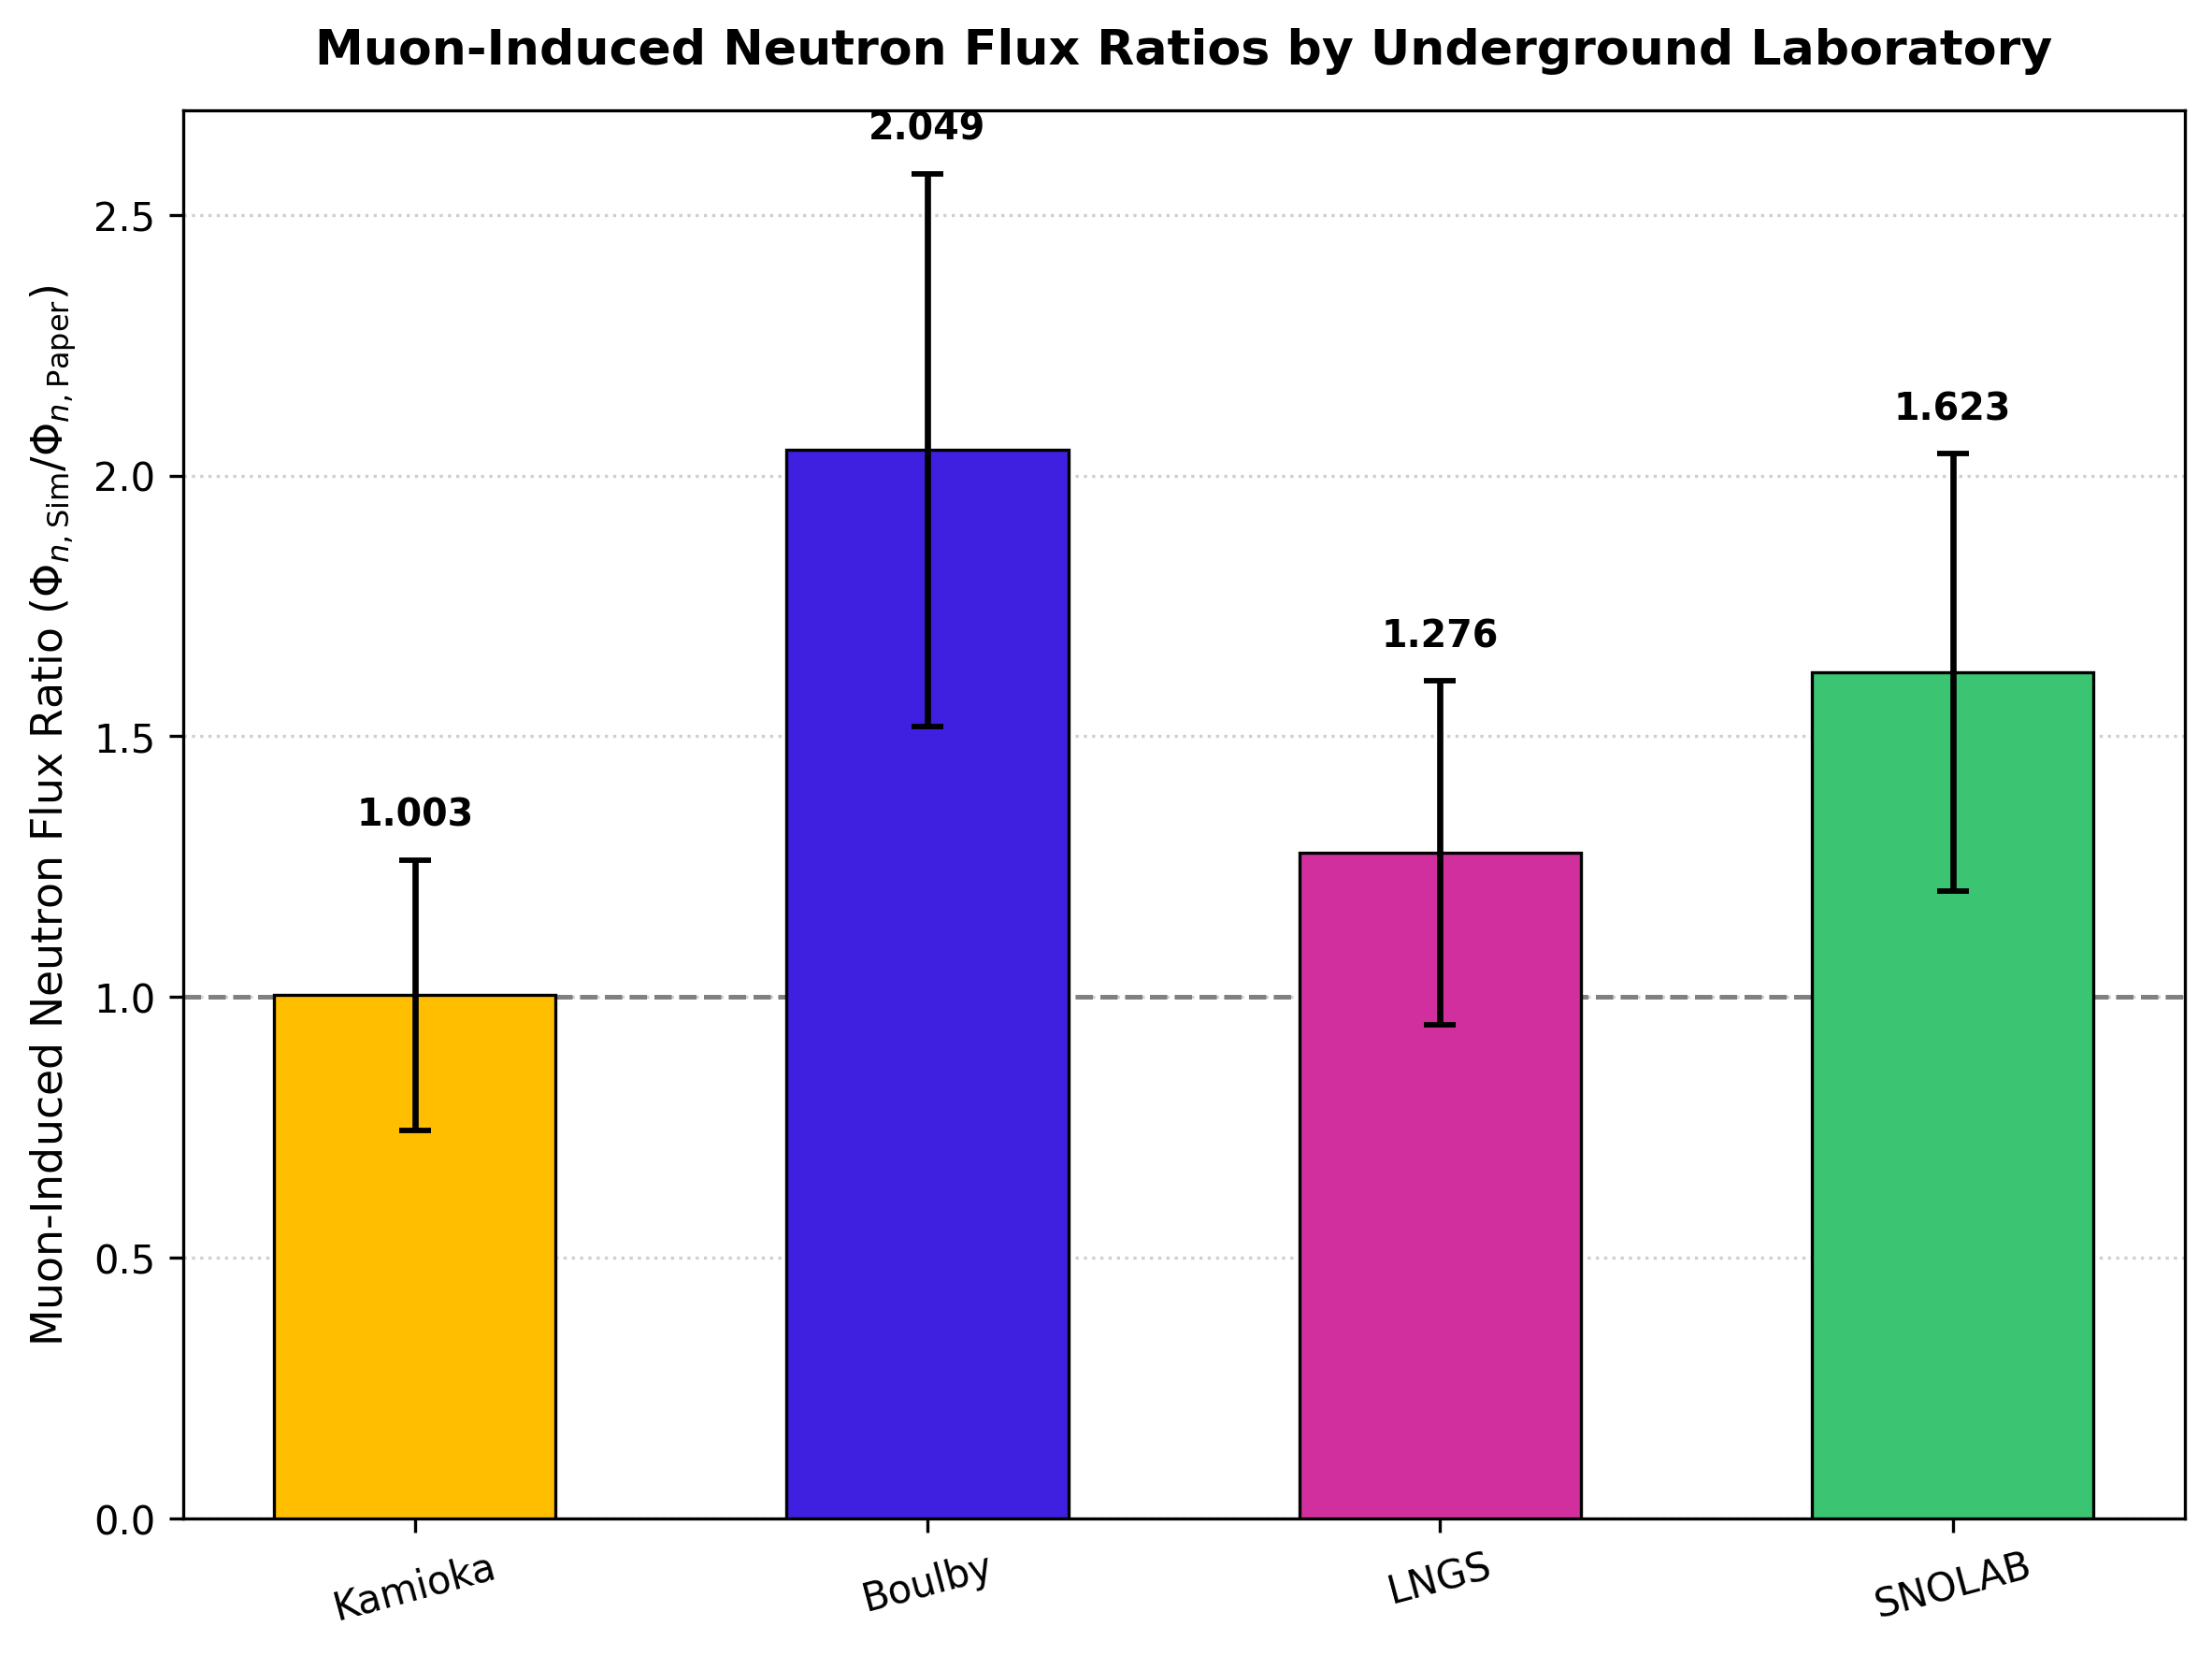 Muon-Induced Neutron Flux Ratios by Underground Laboratory
Muon-Induced Neutron Flux Ratio (Φn, Sim/Φn, Paper)
2.5
2.0
1.5
1.0
0.5
0.0
1.003
2.049
1.276
1.623
Kamioka
Boulby
LNGS
SNOLAB